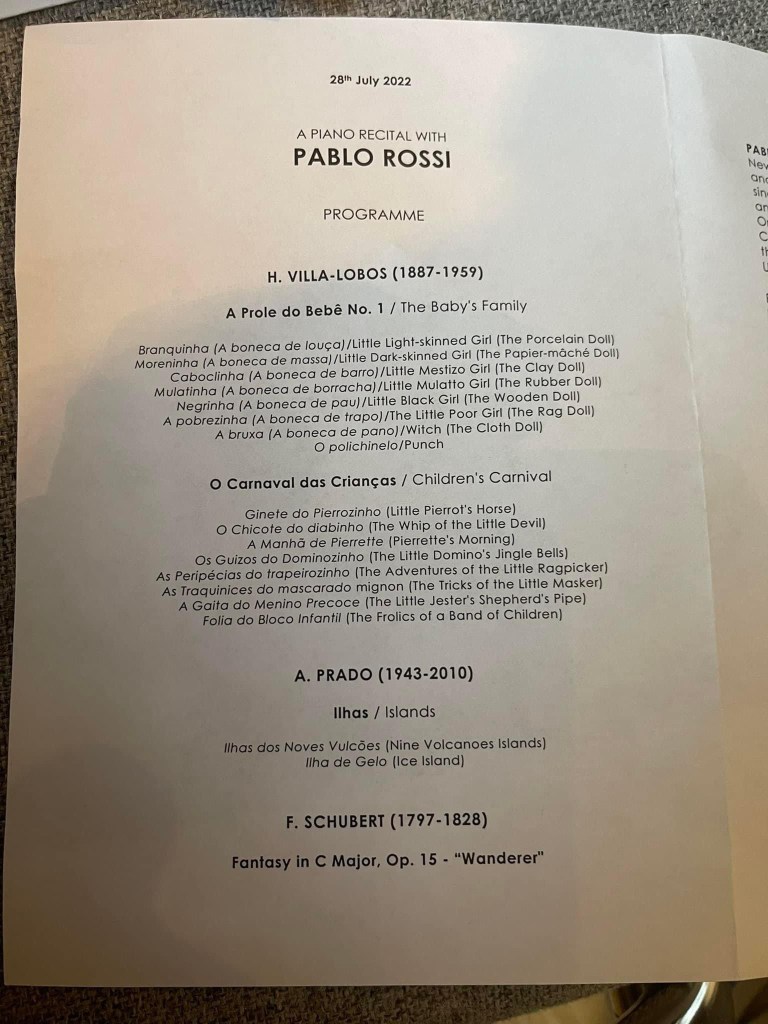 28th July 2022
A PIANO RECITAL WITH
PABLO ROSSI
PROGRAMME
H. VILLA-LOBOS (1887-1959)
A Prole do Bebê No. 1 / The Baby's Family
Branquinha (A boneca de louça)/Little Light-skinned Girl (The Porcelain Doll)
Moreninha (A boneca de massa)/Little Dark-skinned Girl (The Papier-mâché Doll)
Caboclinha (A boneca de barro)/Little Mestizo Girl (The Clay Doll)
Mulatinha (A boneca de borracha)/Little Mulatto Girl (The Rubber Doll)
Negrinha (A boneca de pau)/Little Black Girl (The Wooden Doll)
A pobrezinha (A boneca de trapo)/The Little Poor Girl (The Rag Doll)
A bruxa (A boneca de pano)/Witch (The Cloth Doll)
O polichinelo/Punch
O Carnaval das Crianças / Children's Carnival
Ginete do Pierrozinho (Little Pierrot's Horse)
O Chicote do diabinho (The Whip of the Little Devil)
A Manhã de Pierrette (Pierrette's Morning)
Os Guizos do Dominozinho (The Little Domino's Jingle Bells)
As Peripécias do trapeirozinho (The Adventures of the Little Ragpicker)
As Traquinices do mascarado mignon (The Tricks of the Little Masker)
A Gaita do Menino Precoce (The Little Jester's Shepherd's Pipe)
Folia do Bloco Infantil (The Frolics of a Band of Children)
A. PRADO (1943-2010)
Ilhas / Islands
Ilhas dos Noves Vulcões (Nine Volcanoes Islands)
Ilha de Gelo (Ice Island)
F. SCHUBERT (1797-1828)
Fantasy in C Major, Op. 15 - "Wanderer"